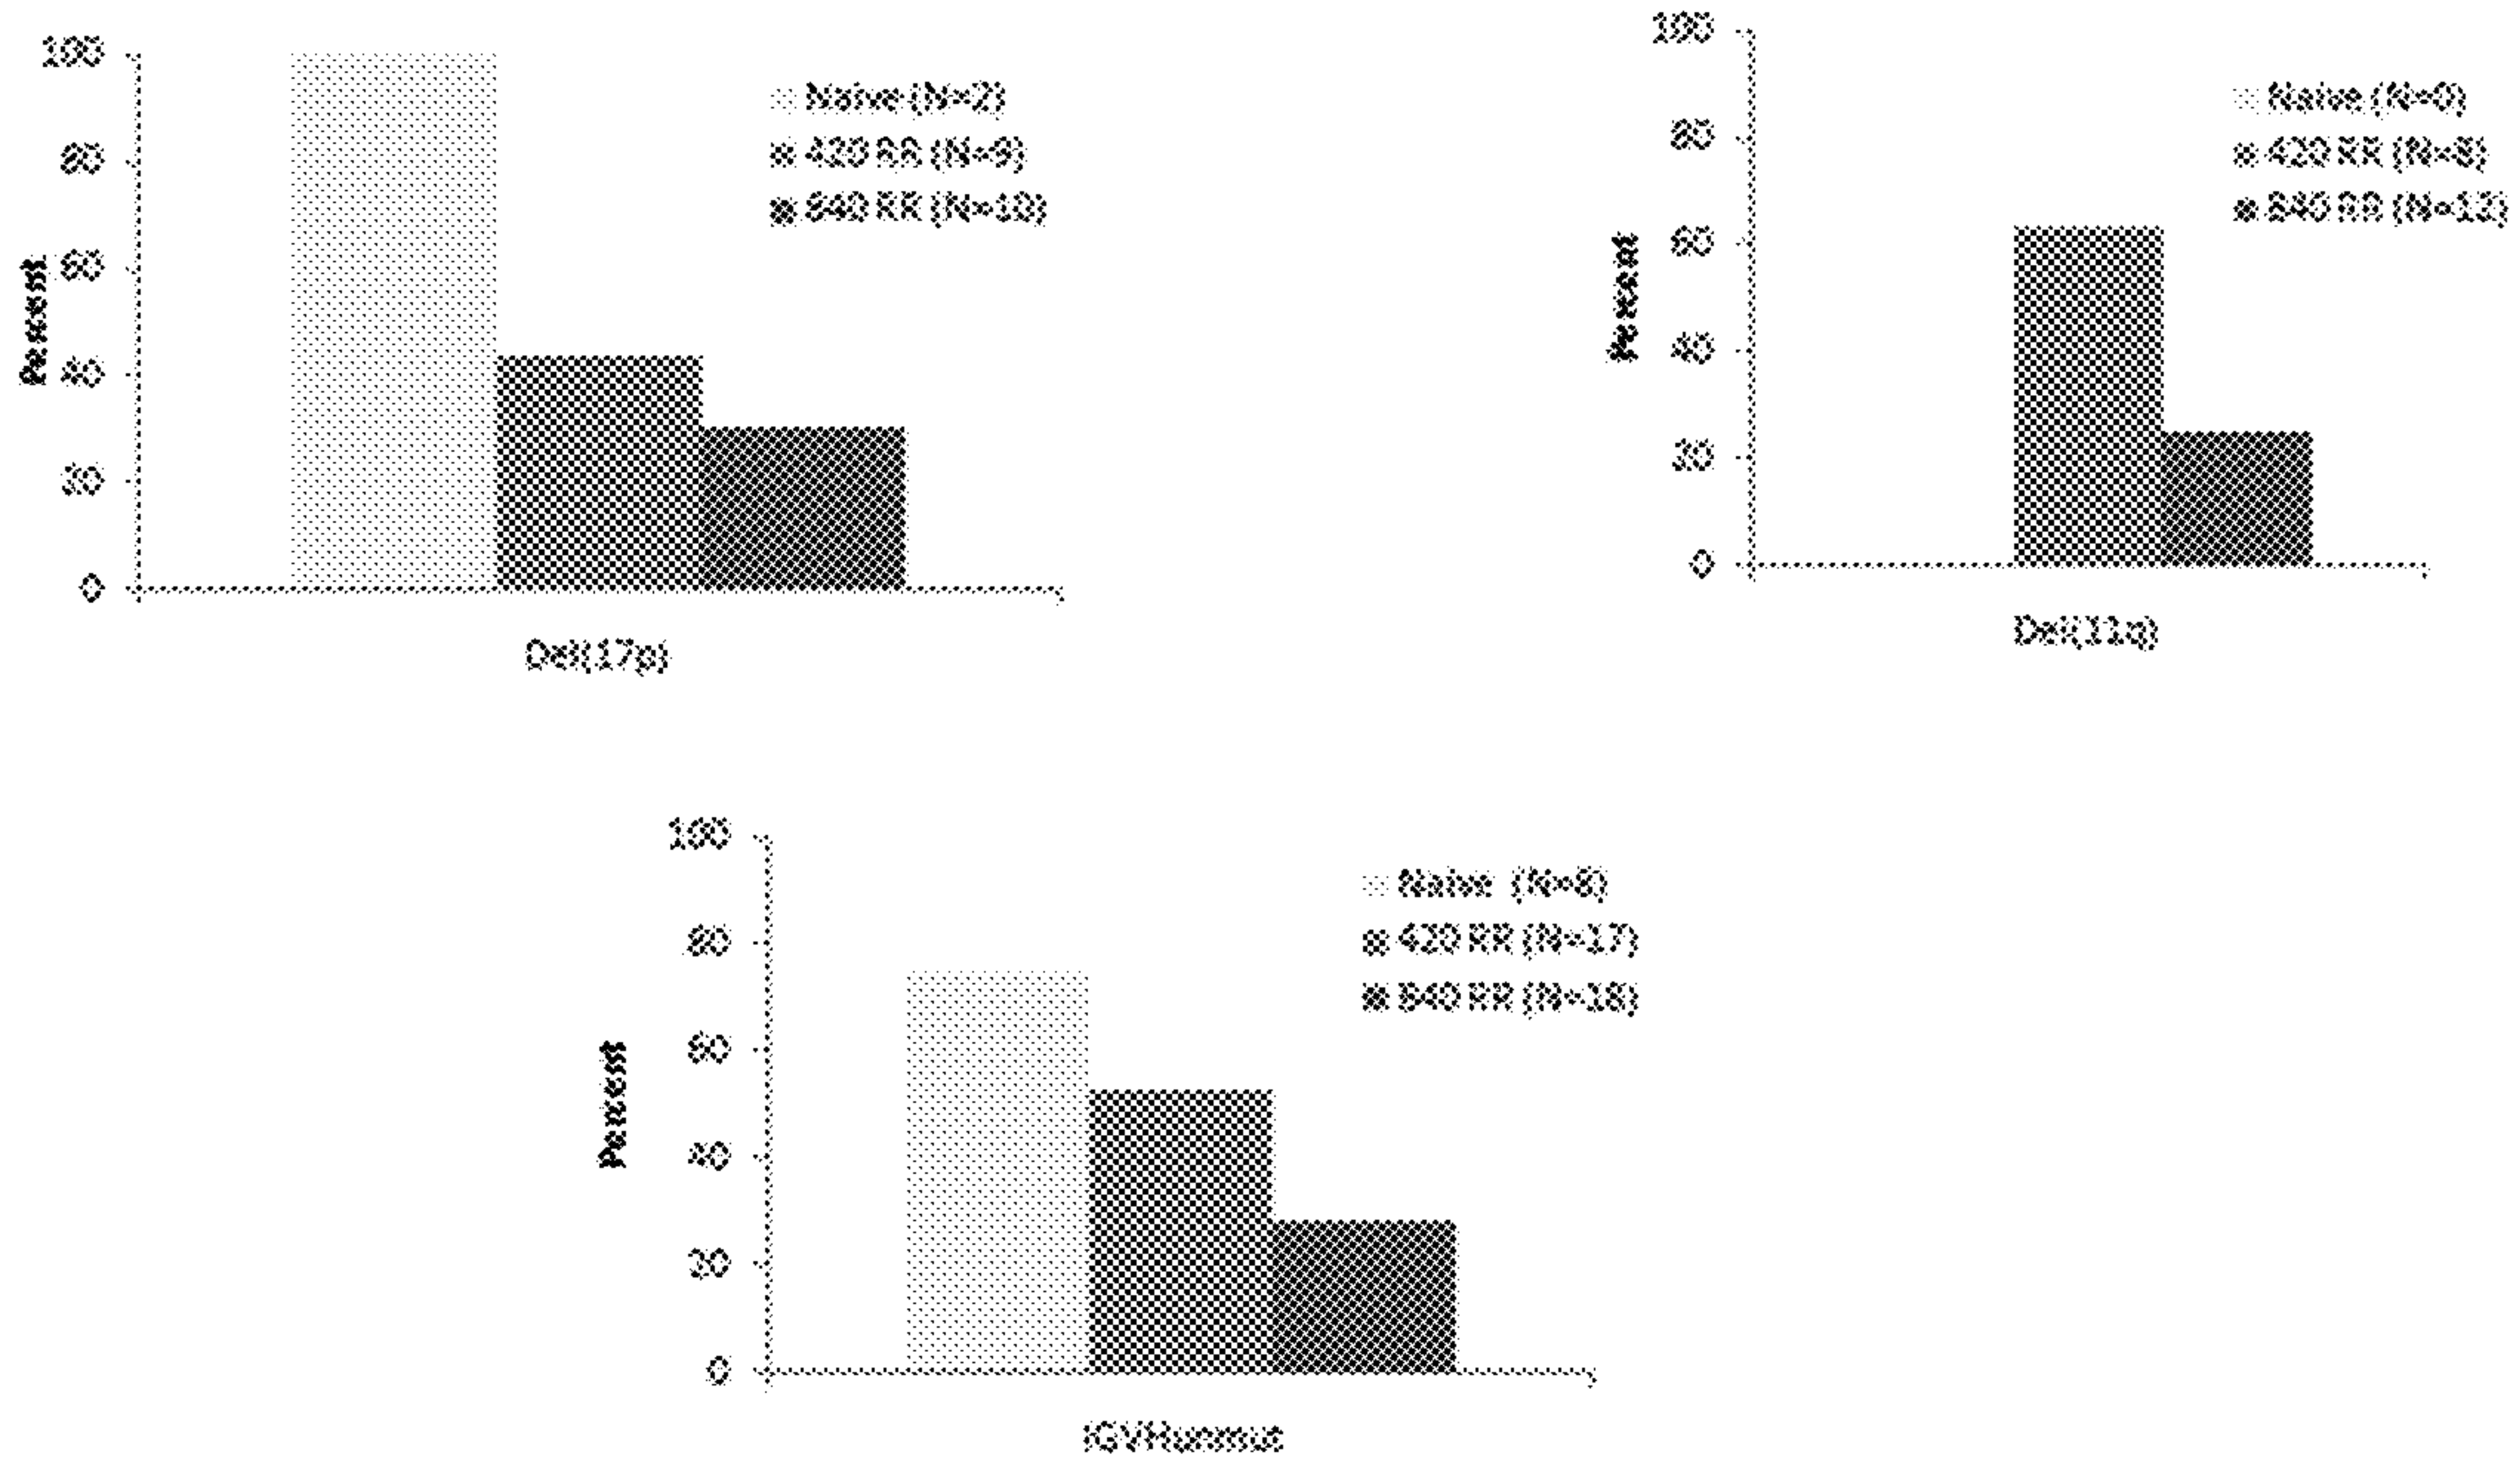 100
80
60
40
20
0
Percent
Naive (N=2)
420 RR (N=9)
840 RR (N=10)
Del(17p)
100
80
60
40
20
0
Percent
Naive (N=0)
420 RR
840 RR (N=12)
Del(11q)
100
80
60
40
20
0
Percent
Naive
420 RR (N=17)
840 RR (N=18)
IGVHunmut